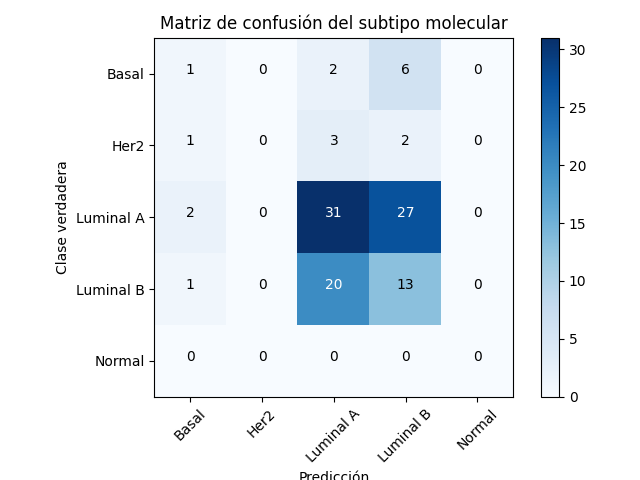 Matriz de confusión del subtipo molecular
Clase verdadera
Basal 1 0 2 6 0
Her2 1 0 3 2 0
Luminal A 2 0 31 27 0
Luminal B 1 0 20 13 0
Normal 0 0 0 0 0
Basal Her2 Luminal A Luminal B Normal
Predicción
30
25
20
15
10
5
0